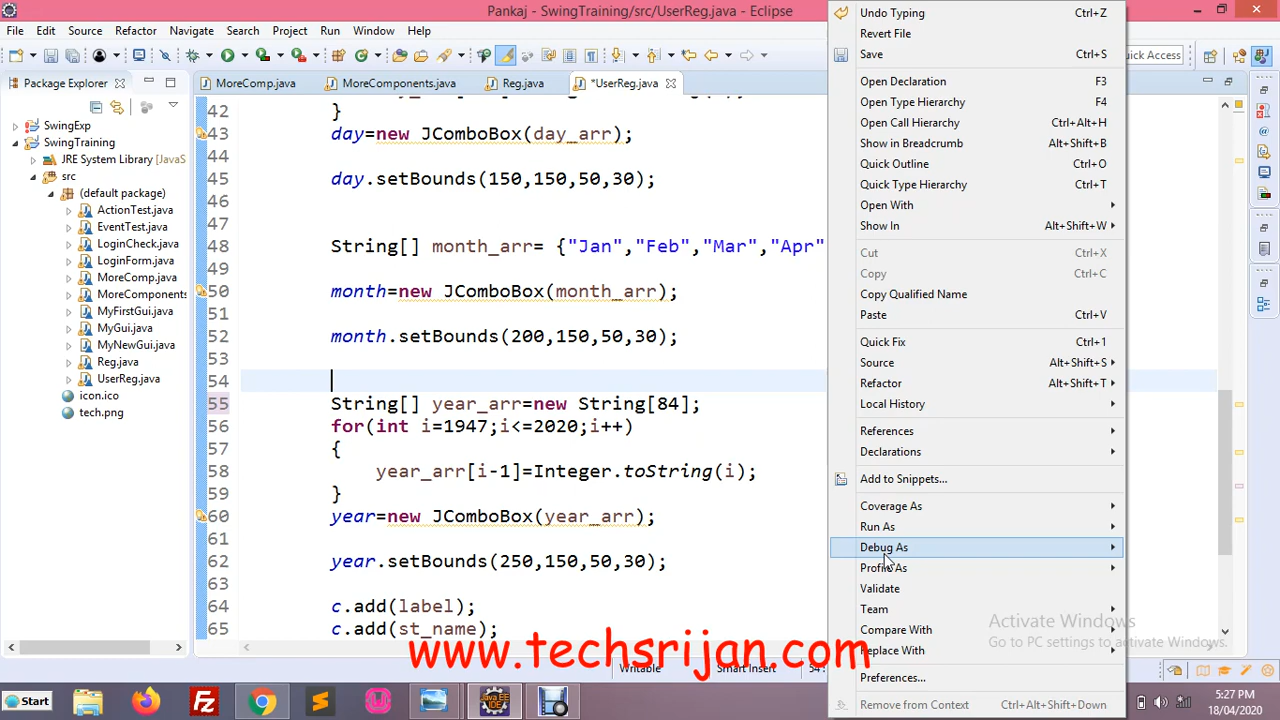 Pankaj - SwingTraining/src/UserReg.java - Eclipse
File Edit Source Refactor Navigate Search Project Run Window Help
Quick Access
Package Explorer
MoreComp.java
MoreComponents.java
Reg.java
*UserReg.java
SwingExp
SwingTraining
JRE System Library [JavaS
src
(default package)
ActionTest.java
EventTest.java
LoginCheck.java
LoginForm.java
MoreComp.java
MoreComponents
MyFirstGui.java
MyGui.java
MyNewGui.java
Reg.java
UserReg.java
icon.ico
tech.png
42 }
43 day=new JComboBox(day_arr);
44
45 day.setBounds(150,150,50,30);
46
47
48 String[] month_arr= {"Jan","Feb","Mar","Apr"
49
50 month=new JComboBox(month_arr);
51
52 month.setBounds(200,150,50,30);
53
54
55 String[] year_arr=new String[84];
56 for(int i=1947;i<=2020;i++)
57 {
58 year_arr[i-1]=Integer.toString(i);
59 }
60 year=new JComboBox(year_arr);
61
62 year.setBounds(250,150,50,30);
63
64 c.add(label);
65 c.add(st_name);
Undo Typing Ctrl+Z
Revert File
Save Ctrl+S
Open Declaration F3
Open Type Hierarchy F4
Open Call Hierarchy Ctrl+Alt+H
Show in Breadcrumb Alt+Shift+B
Quick Outline Ctrl+O
Quick Type Hierarchy Ctrl+T
Open With
Show In Alt+Shift+W
Cut Ctrl+X
Copy Ctrl+C
Copy Qualified Name
Paste Ctrl+V
Quick Fix Ctrl+1
Source Alt+Shift+S
Refactor Alt+Shift+T
Local History
References
Declarations
Add to Snippets...
Coverage As
Run As
Debug As
Profile As
Validate
Team
Compare With
Replace With
Preferences...
Remove from Context Ctrl+Alt+Shift+Down
Activate Windows
Go to PC settings to activate Windows.
www.techsrijan.com
Writable
Smart Insert
54 :
Start
Java EE
IDE
5:27 PM
18/04/2020